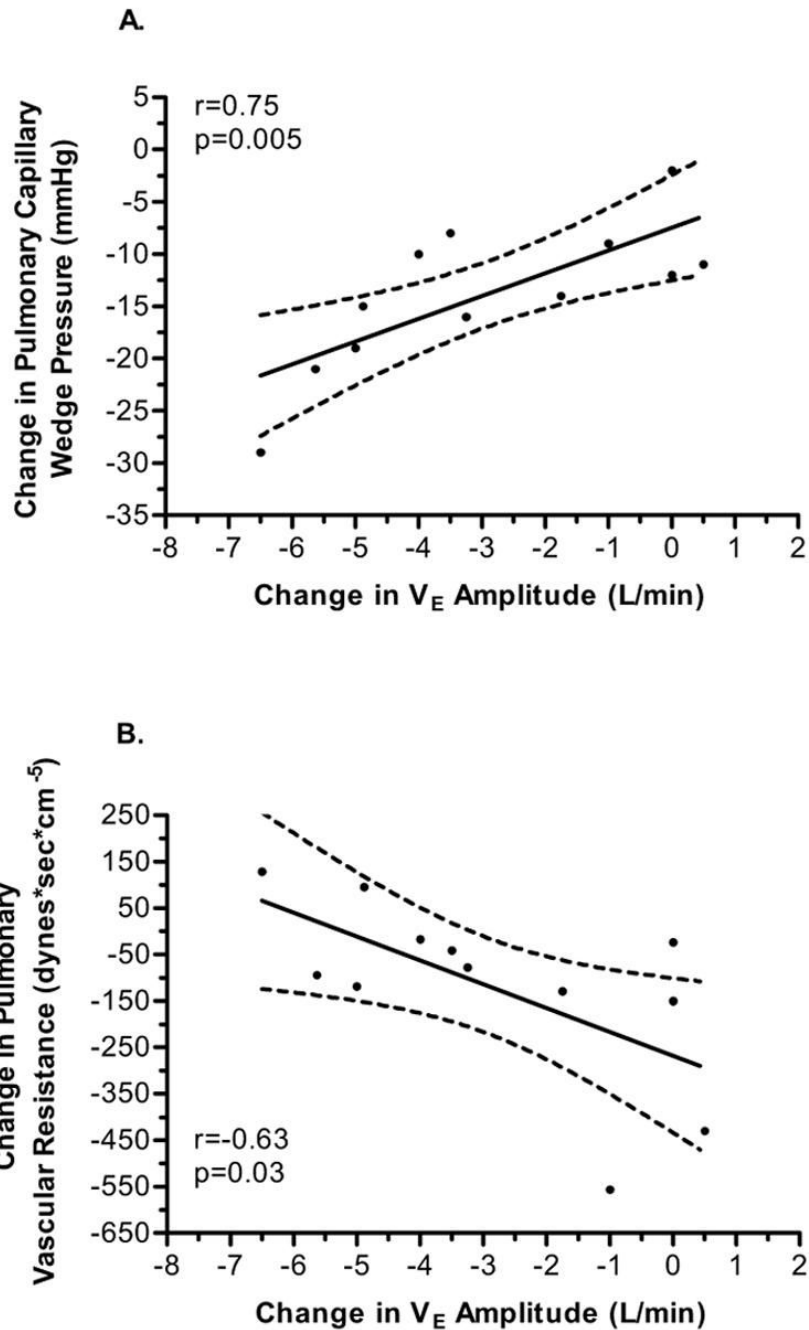 A.
r=0.75
p=0.005
Change in Pulmonary Capillary
Wedge Pressure (mmHg)
5
0
-5
-10
-15
-20
-25
-30
-35
-8 -7 -6 -5 -4 -3 -2 -1 0 1 2
Change in VE Amplitude (L/min)
B.
Change in Pulmonary
Vascular Resistance (dynes*sec*cm-5)
250
150
50
-50
-150
-250
-350
-450
-550
-650
r=-0.63
p=0.03
-8 -7 -6 -5 -4 -3 -2 -1 0 1 2
Change in VE Amplitude (L/min)